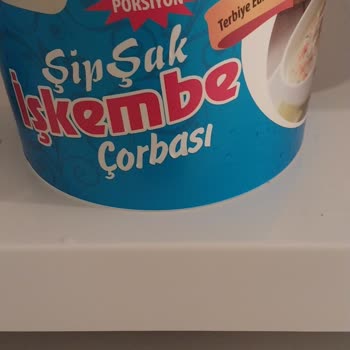 PORSİYON
Terbiye
ŞipŞak
İşkembe
Çorbası